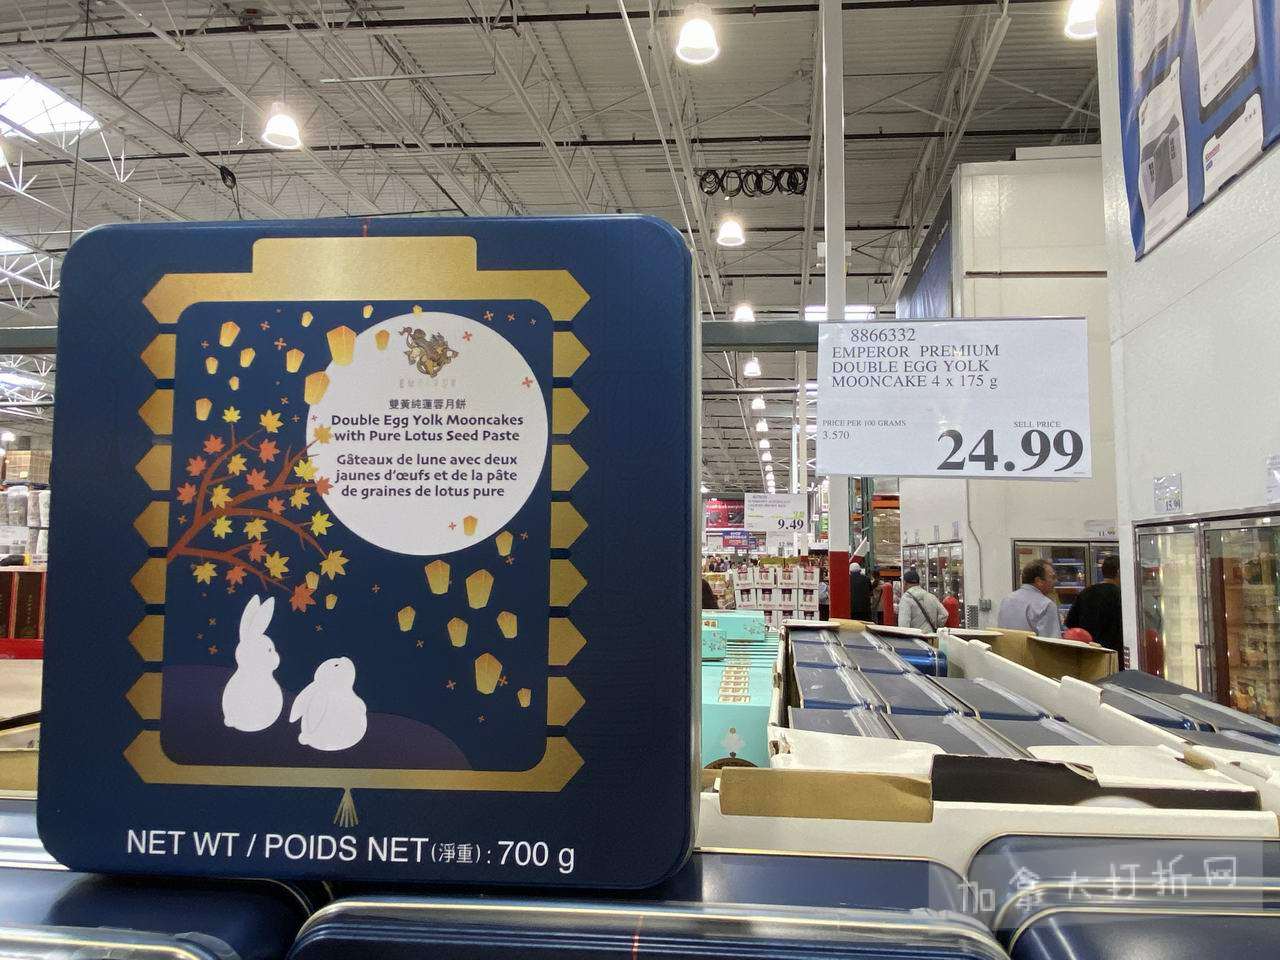 雙黃純蓮蓉月餅
Double Egg Yolk Mooncakes
with Pure Lotus Seed Paste
Gâteaux de lune avec deux
jaunes d'œufs et de la pâte
de graines de lotus pure
NET WT / POIDS NET(淨重): 700 g
8866332
EMPEROR PREMIUM
DOUBLE EGG YOLK
MOONCAKE 4 x 175 g
PRICE PER 100 GRAMS
3.570
SELL PRICE
24.99
9.49
15.99
加拿大打折网